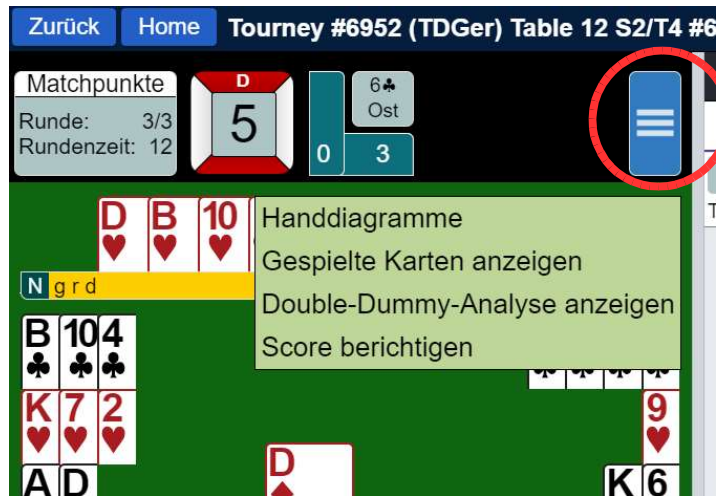 Zurück Home Tourney #6952 (TDGer) Table 12 S2/T4 #6
Matchpunkte D 6♣
Runde: 3/3 5 Ost
Rundenzeit: 12 0 3
D B 10
N g r d
Handdiagramme
Gespielte Karten anzeigen
Double-Dummy-Analyse anzeigen
Score berichtigen
B 10 4
K 7 2 9
D
A D K 6